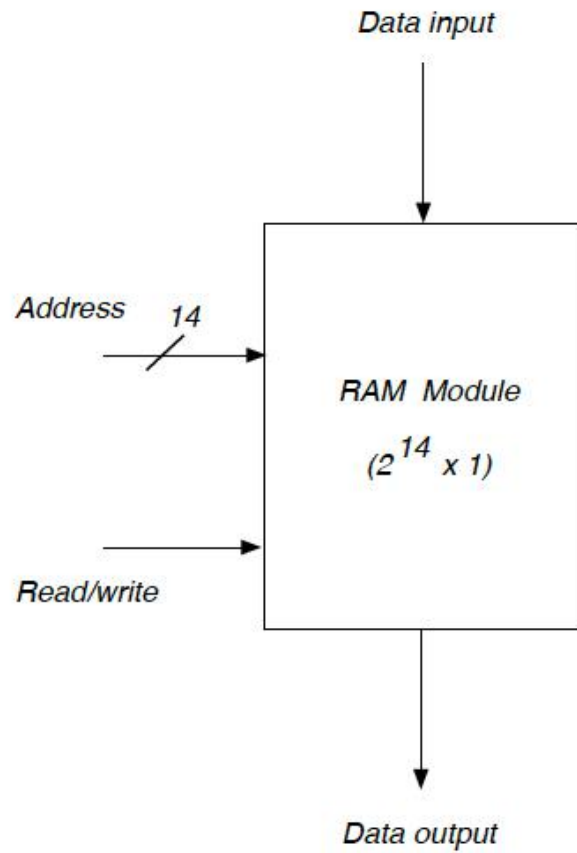 Data input
Address 14
RAM Module
(2^14 x 1)
Read/write
Data output